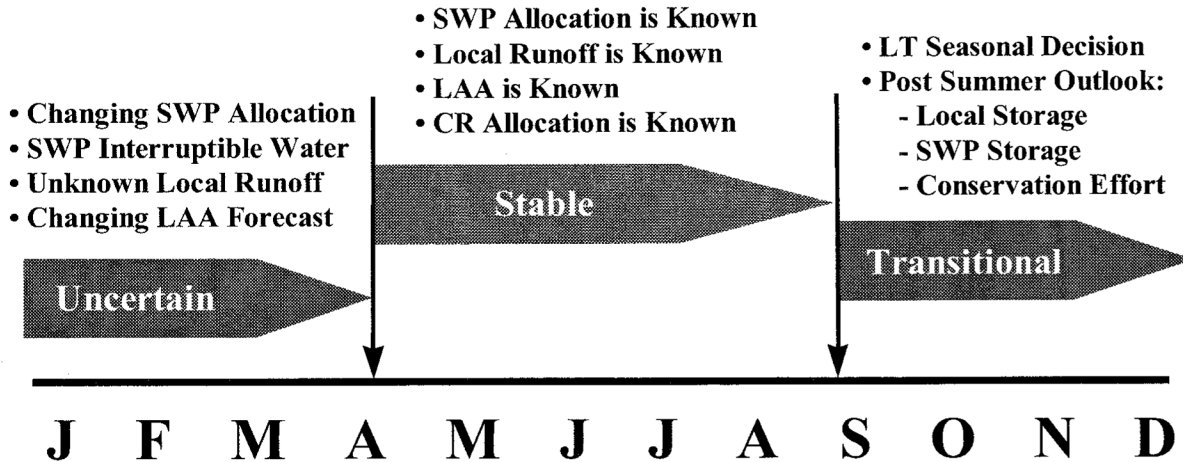 • Changing SWP Allocation
• SWP Interruptible Water
• Unknown Local Runoff
• Changing LAA Forecast
Uncertain
• SWP Allocation is Known
• Local Runoff is Known
• LAA is Known
• CR Allocation is Known
Stable
• LT Seasonal Decision
• Post Summer Outlook:
- Local Storage
- SWP Storage
- Conservation Effort
Transitional
J F M A M J J A S O N D